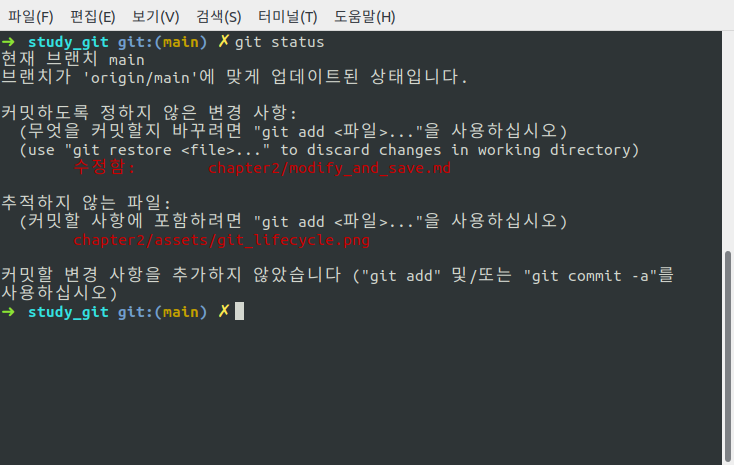 파일(F) 편집(E) 보기(V) 검색(S) 터미널(T) 도움말(H)
➜ study_git git:(main) ✗ git status
현재 브랜치 main
브랜치가 'origin/main'에 맞게 업데이트된 상태입니다.
커밋하도록 정하지 않은 변경 사항:
(무엇을 커밋할지 바꾸려면 "git add <파일>..."을 사용하십시오)
(use "git restore <file>..." to discard changes in working directory)
수정함: chapter2/modify_and_save.md
추적하지 않는 파일:
(커밋할 사항에 포함하려면 "git add <파일>..."을 사용하십시오)
chapter2/assets/git_lifecycle.png
커밋할 변경 사항을 추가하지 않았습니다 ("git add" 및/또는 "git commit -a"를
사용하십시오)
➜ study_git git:(main) ✗